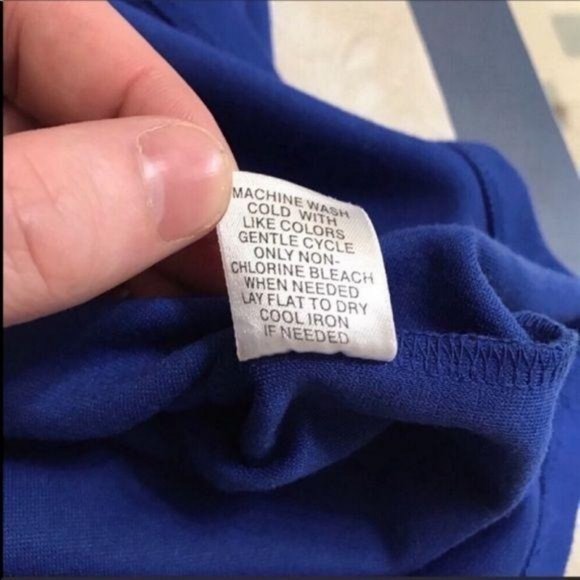 MACHINE WASH
COLD WITH
LIKE COLORS
GENTLE CYCLE
ONLY NON-
CHLORINE BLEACH
WHEN NEEDED
LAY FLAT TO DRY
COOL IRON
IF NEEDED